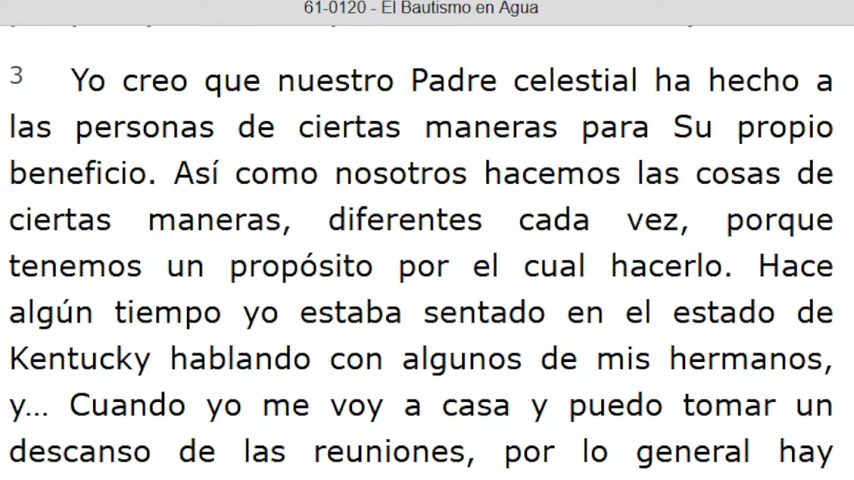 61-0120 - El Bautismo en Agua
3 Yo creo que nuestro Padre celestial ha hecho a
las personas de ciertas maneras para Su propio
beneficio. Así como nosotros hacemos las cosas de
ciertas maneras, diferentes cada vez, porque
tenemos un propósito por el cual hacerlo. Hace
algún tiempo yo estaba sentado en el estado de
Kentucky hablando con algunos de mis hermanos,
y... Cuando yo me voy a casa y puedo tomar un
descanso de las reuniones, por lo general hay